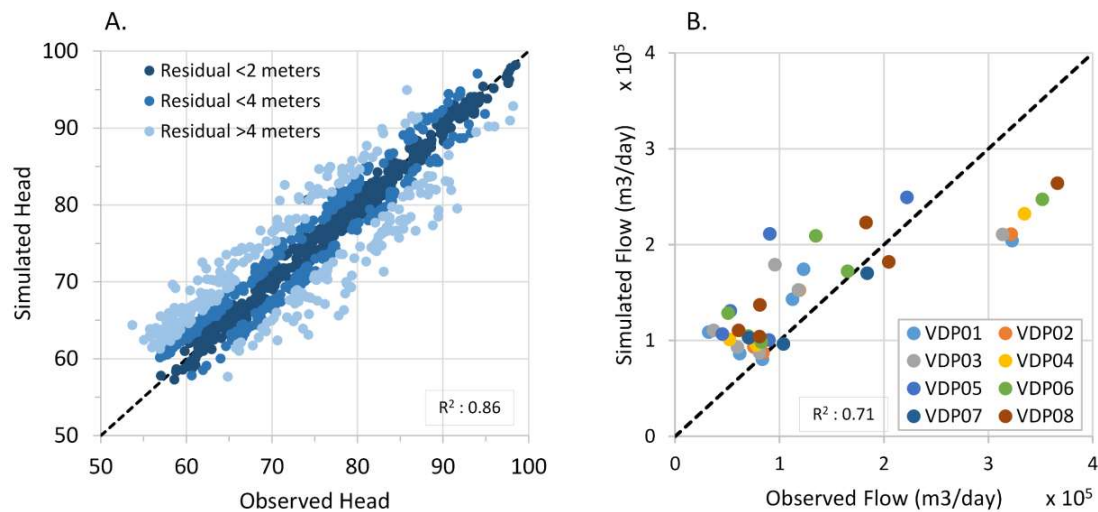 A.
100
90
80
70
60
50
Simulated Head
Residual <2 meters
Residual <4 meters
Residual >4 meters
R² : 0.86
50 60 70 80 90 100
Observed Head
B.
x 10⁵
4
3
2
1
0
Simulated Flow (m3/day)
VDP01 VDP02
VDP03 VDP04
VDP05 VDP06
VDP07 VDP08
R² : 0.71
0 1 2 3 4
Observed Flow (m3/day) x 10⁵